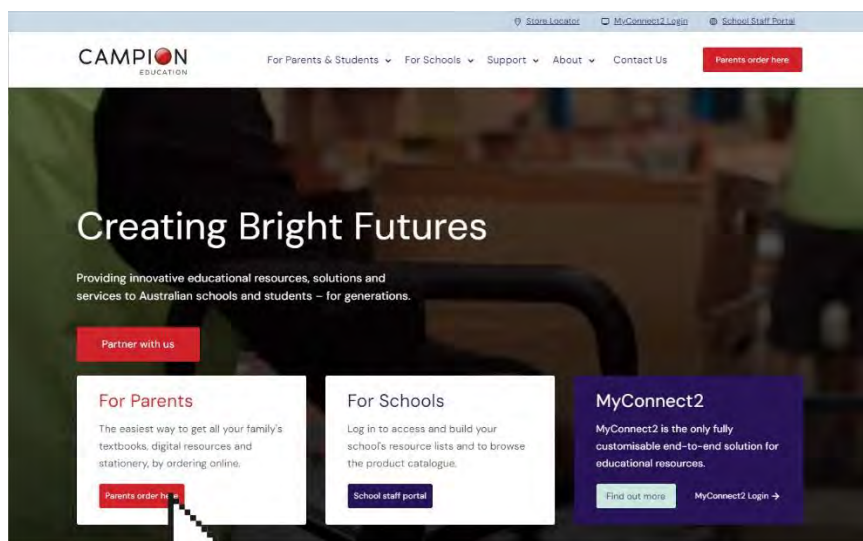 Store Locator MyConnect2 Login School Staff Portal
CAMPION
EDUCATION
For Parents & Students For Schools Support About Contact Us Parents order here
Creating Bright Futures
Providing innovative educational resources, solutions and
services to Australian schools and students – for generations.
Partner with us
For Parents
The easiest way to get all your family's
textbooks, digital resources and
stationery, by ordering online.
Parents order here
For Schools
Log in to access and build your
school's resource lists and to browse
the product catalogue.
School staff portal
MyConnect2
MyConnect2 is the only fully
customisable end-to-end solution for
educational resources.
Find out more MyConnect2 Login →